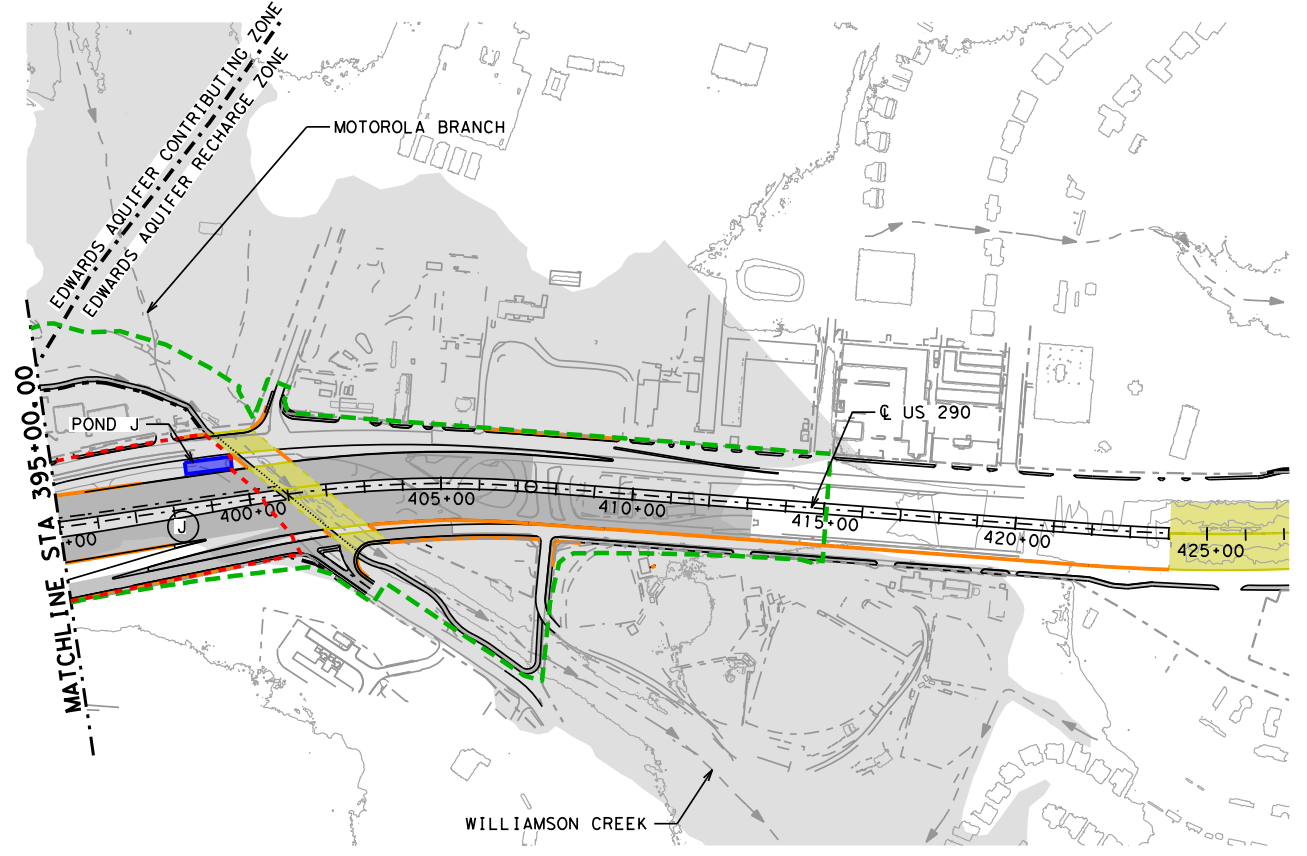 EDWARDS AQUIFER CONTRIBUTING ZONE
EDWARDS AQUIFER RECHARGE ZONE
MOTOROLA BRANCH
MATCHLINE STA 395+00.00
POND J
℄ US 290
J
+00
400+00
405+00
410+00
415+00
420+00
425+00
WILLIAMSON CREEK